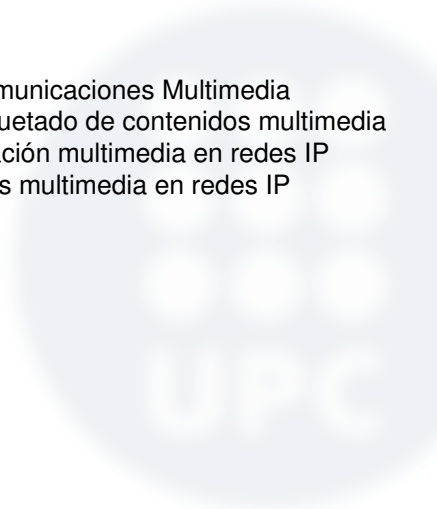 municaciones Multimedia
uetado de contenidos multimedia
ación multimedia en redes IP
s multimedia en redes IP
UPC